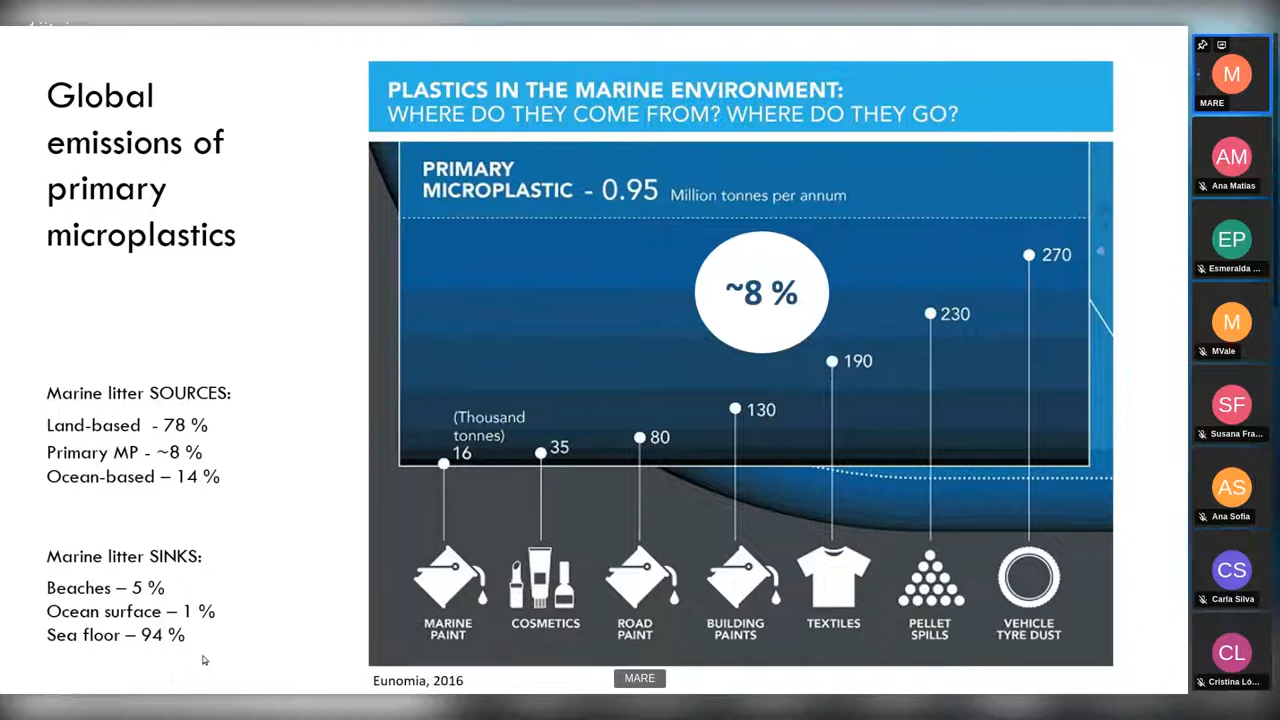 Global
emissions of
primary
microplastics
Marine litter SOURCES:
Land-based - 78 %
Primary MP - ~8 %
Ocean-based – 14 %
Marine litter SINKS:
Beaches – 5 %
Ocean surface – 1 %
Sea floor – 94 %
PLASTICS IN THE MARINE ENVIRONMENT:
WHERE DO THEY COME FROM? WHERE DO THEY GO?
PRIMARY
MICROPLASTIC - 0.95 Million tonnes per annum
~8 %
270
230
190
130
(Thousand
tonnes)
16
35
80
MARINE
PAINT
COSMETICS
ROAD
PAINT
BUILDING
PAINTS
TEXTILES
PELLET
SPILLS
VEHICLE
TYRE DUST
Eunomia, 2016
MARE
M
MARE
AM
Ana Matias
EP
Esmeralda ...
M
MVale
SF
Susana Fra...
AS
Ana Sofia
CS
Carla Silva
CL
Cristina Ló...